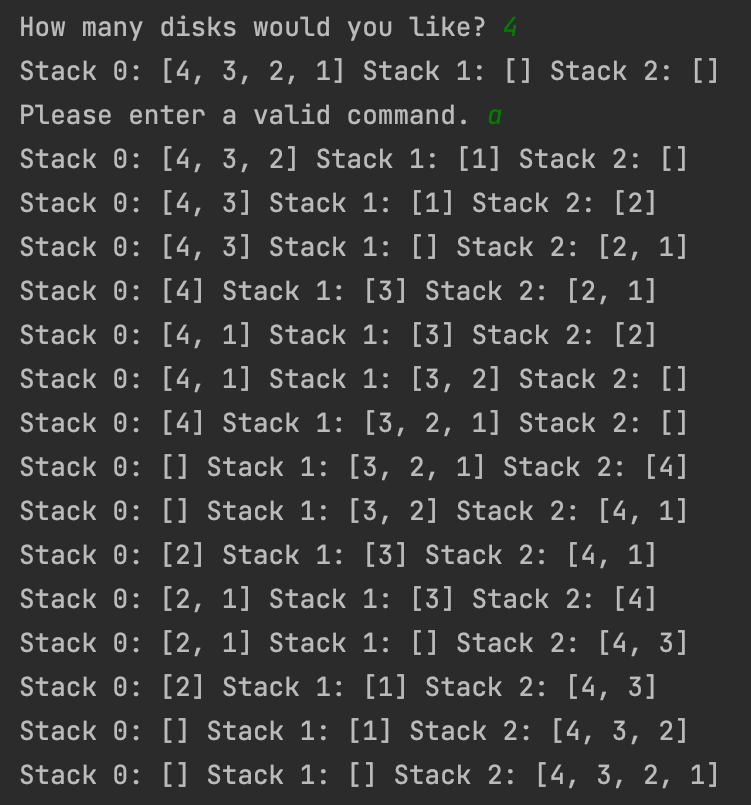 How many disks would you like? 4
Stack 0: [4, 3, 2, 1] Stack 1: [] Stack 2: []
Please enter a valid command. a
Stack 0: [4, 3, 2] Stack 1: [1] Stack 2: []
Stack 0: [4, 3] Stack 1: [1] Stack 2: [2]
Stack 0: [4, 3] Stack 1: [] Stack 2: [2, 1]
Stack 0: [4] Stack 1: [3] Stack 2: [2, 1]
Stack 0: [4, 1] Stack 1: [3] Stack 2: [2]
Stack 0: [4, 1] Stack 1: [3, 2] Stack 2: []
Stack 0: [4] Stack 1: [3, 2, 1] Stack 2: []
Stack 0: [] Stack 1: [3, 2, 1] Stack 2: [4]
Stack 0: [] Stack 1: [3, 2] Stack 2: [4, 1]
Stack 0: [2] Stack 1: [3] Stack 2: [4, 1]
Stack 0: [2, 1] Stack 1: [3] Stack 2: [4]
Stack 0: [2, 1] Stack 1: [] Stack 2: [4, 3]
Stack 0: [2] Stack 1: [1] Stack 2: [4, 3]
Stack 0: [] Stack 1: [1] Stack 2: [4, 3, 2]
Stack 0: [] Stack 1: [] Stack 2: [4, 3, 2, 1]